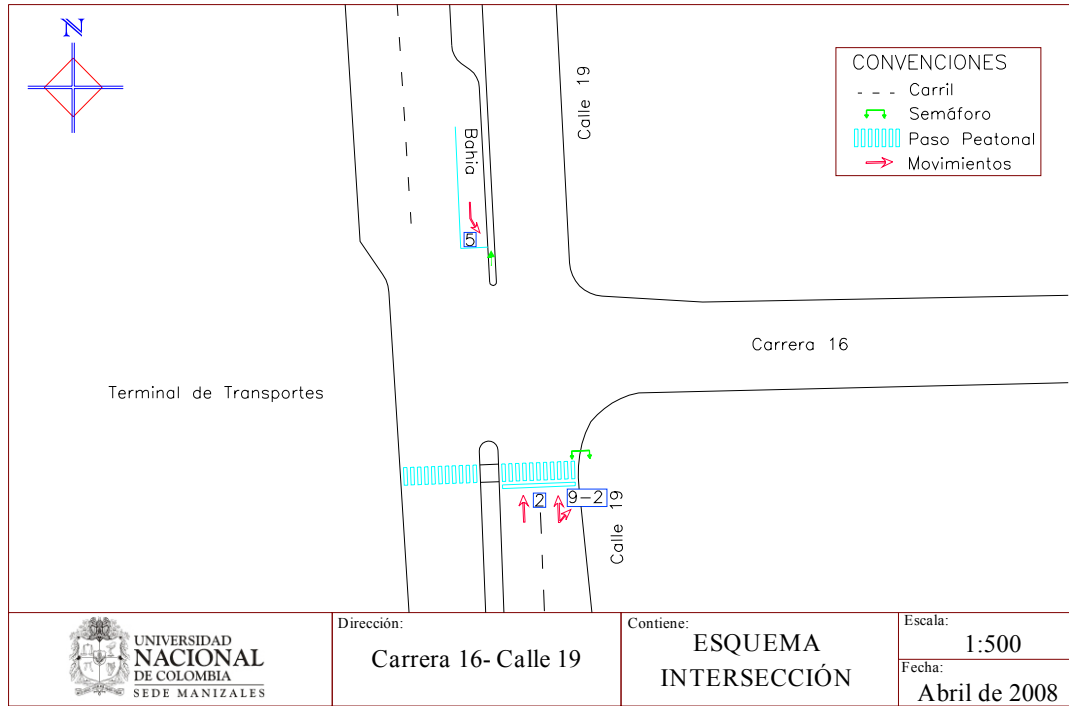 N
CONVENCIONES
Carril
Semáforo
Paso Peatonal
Movimientos
Calle 19
Bahia
5
Carrera 16
Terminal de Transportes
2
9-2
Calle 19
UNIVERSIDAD
NACIONAL
DE COLOMBIA
SEDE MANIZALES
Dirección:
Carrera 16- Calle 19
Contiene:
ESQUEMA
INTERSECCIÓN
Escala:
1:500
Fecha:
Abril de 2008